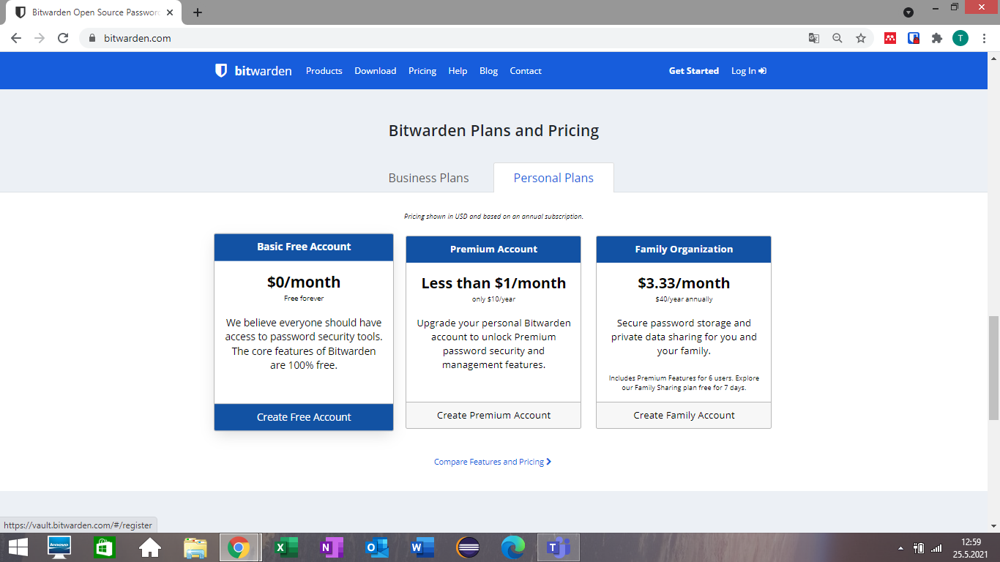 Bitwarden Open Source Passwor
bitwarden.com
T
bitwarden Products Download Pricing Help Blog Contact Get Started Log In
Bitwarden Plans and Pricing
Business Plans Personal Plans
Pricing shown in USD and based on an annual subscription.
Basic Free Account
$0/month
Free forever
We believe everyone should have
access to password security tools.
The core features of Bitwarden
are 100% free.
Create Free Account
Premium Account
Less than $1/month
only $10/year
Upgrade your personal Bitwarden
account to unlock Premium
password security and
management features.
Create Premium Account
Family Organization
$3.33/month
$40/year annually
Secure password storage and
private data sharing for you and
your family.
Includes Premium Features for 6 users. Explore
our Family Sharing plan free for 7 days.
Create Family Account
Compare Features and Pricing
https://vault.bitwarden.com/#/register
lenovo
12:59
25.5.2021